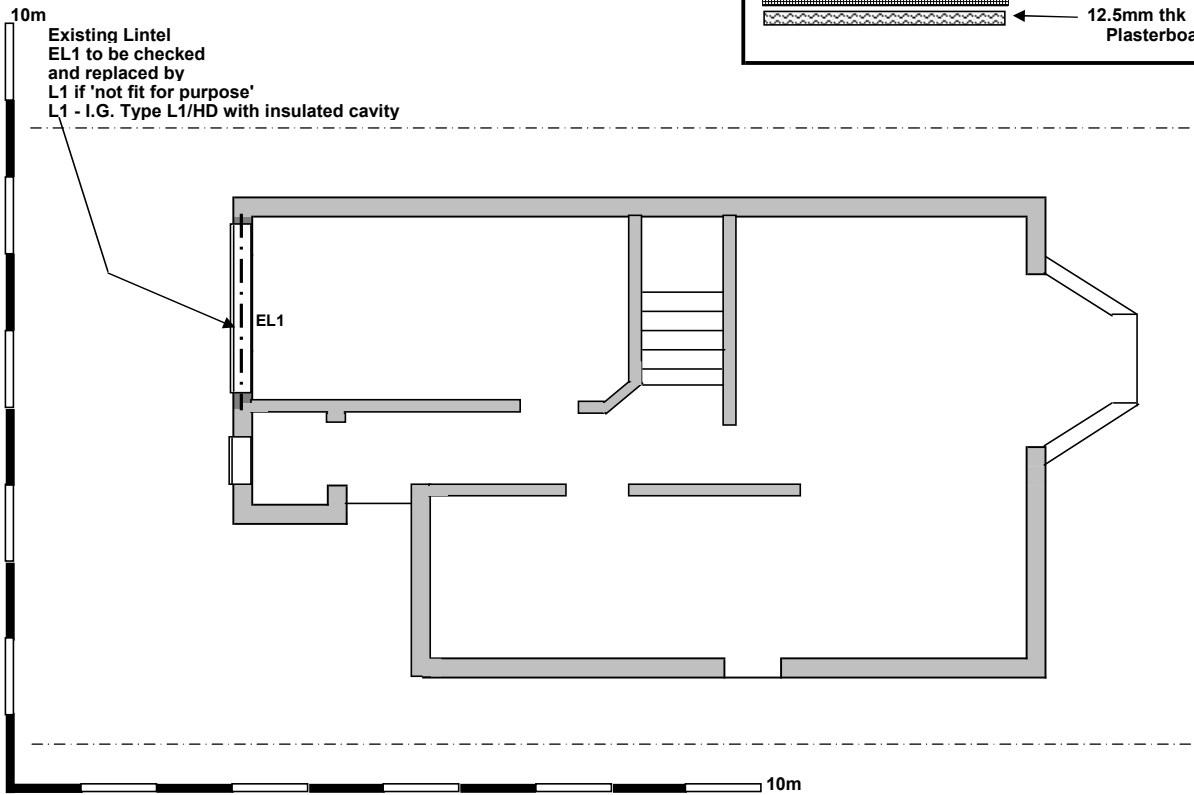 10m
Existing Lintel
EL1 to be checked
and replaced by
L1 if 'not fit for purpose'
L1 - I.G. Type L1/HD with insulated cavity
12.5mm thk
EL1
10m